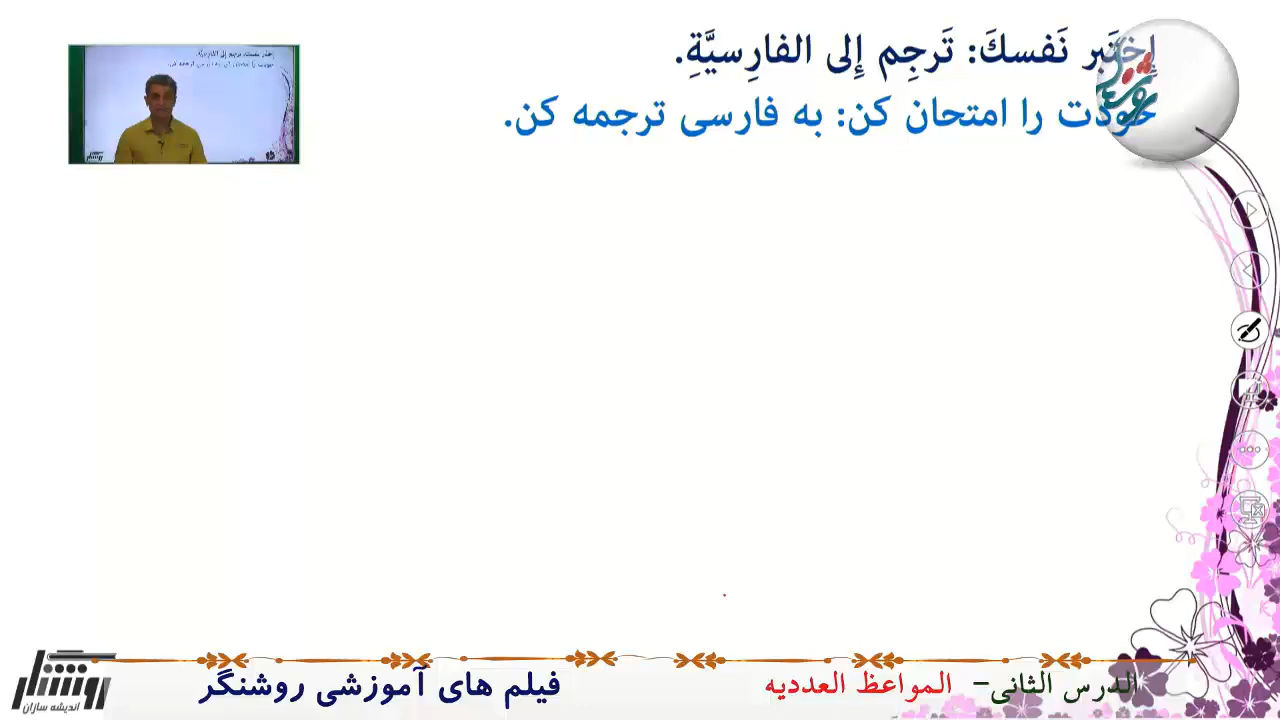 إِختَبِر نَفسكَ: تَرجِم إِلى الفارِسيَّةِ.
خودت را امتحان کن: به فارسی ترجمه کن.
الدرس الثانی- المواعظ العددیه
فیلم های آموزشی روشنگر
روشنگر
اندیشه سازان